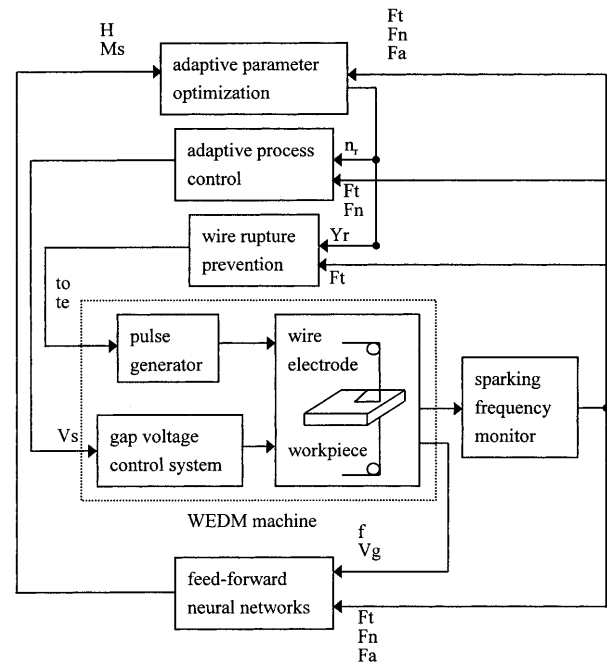 H
Ms
Ft
Fn
Fa
adaptive parameter
optimization
adaptive process
control
nr
Ft
Fn
wire rupture
prevention
Yr
Ft
to
te
pulse
generator
wire
electrode
workpiece
sparking
frequency
monitor
Vs
gap voltage
control system
WEDM machine
f
Vg
feed-forward
neural networks
Ft
Fn
Fa